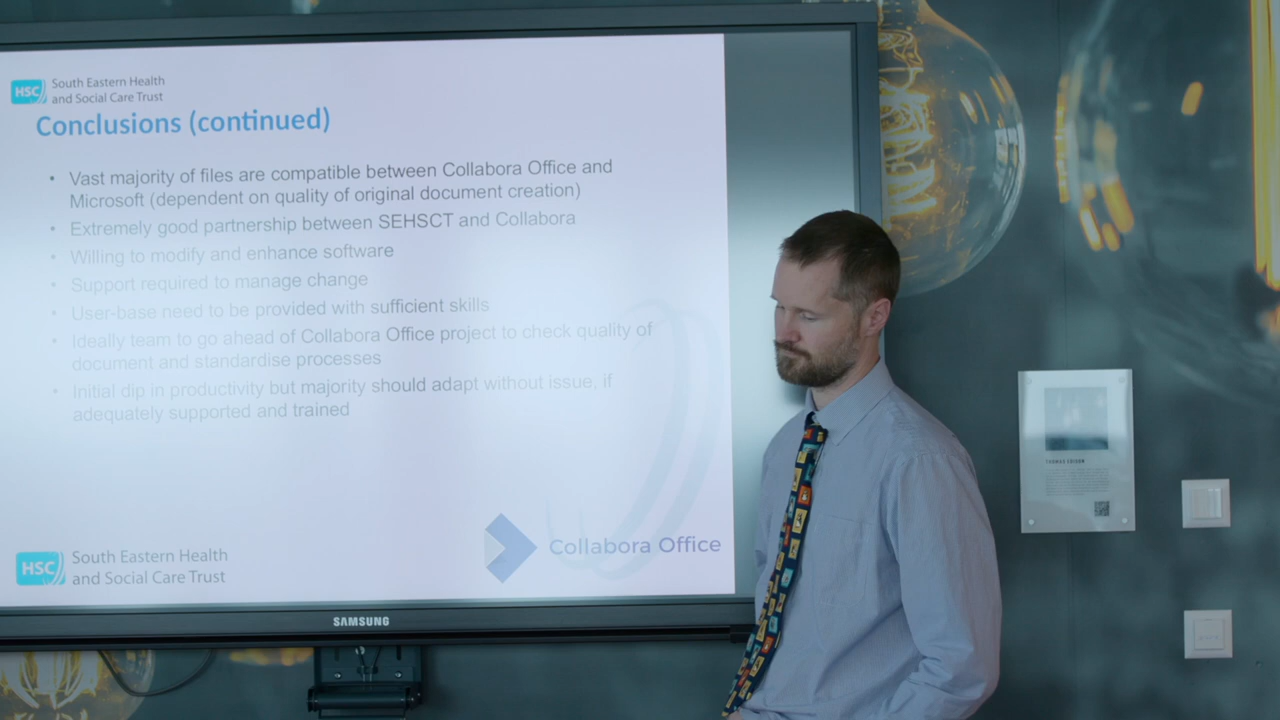 HSC
South Eastern Health
and Social Care Trust
Conclusions (continued)
• Vast majority of files are compatible between Collabora Office and
Microsoft (dependent on quality of original document creation)
• Extremely good partnership between SEHSCT and Collabora
• Willing to modify and enhance software
• Support required to manage change
• User-base need to be provided with sufficient skills
• Ideally team to go ahead of Collabora Office project to check quality of
document and standardise processes
• Initial dip in productivity but majority should adapt without issue, if
adequately supported and trained
HSC
South Eastern Health
and Social Care Trust
Collabora Office
SAMSUNG
THOMAS EDISON